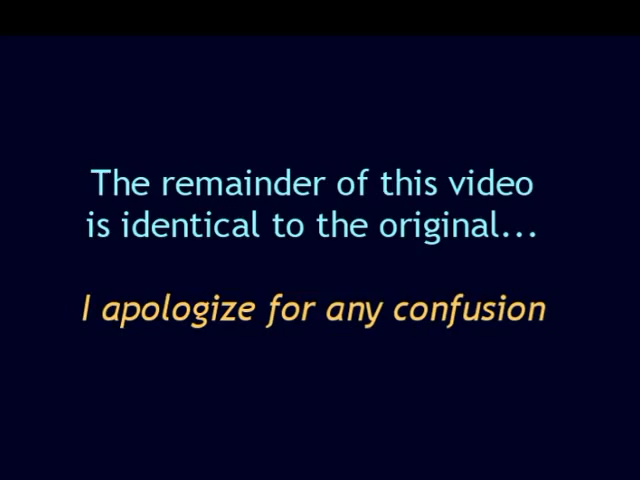 The remainder of this video
is identical to the original...
I apologize for any confusion